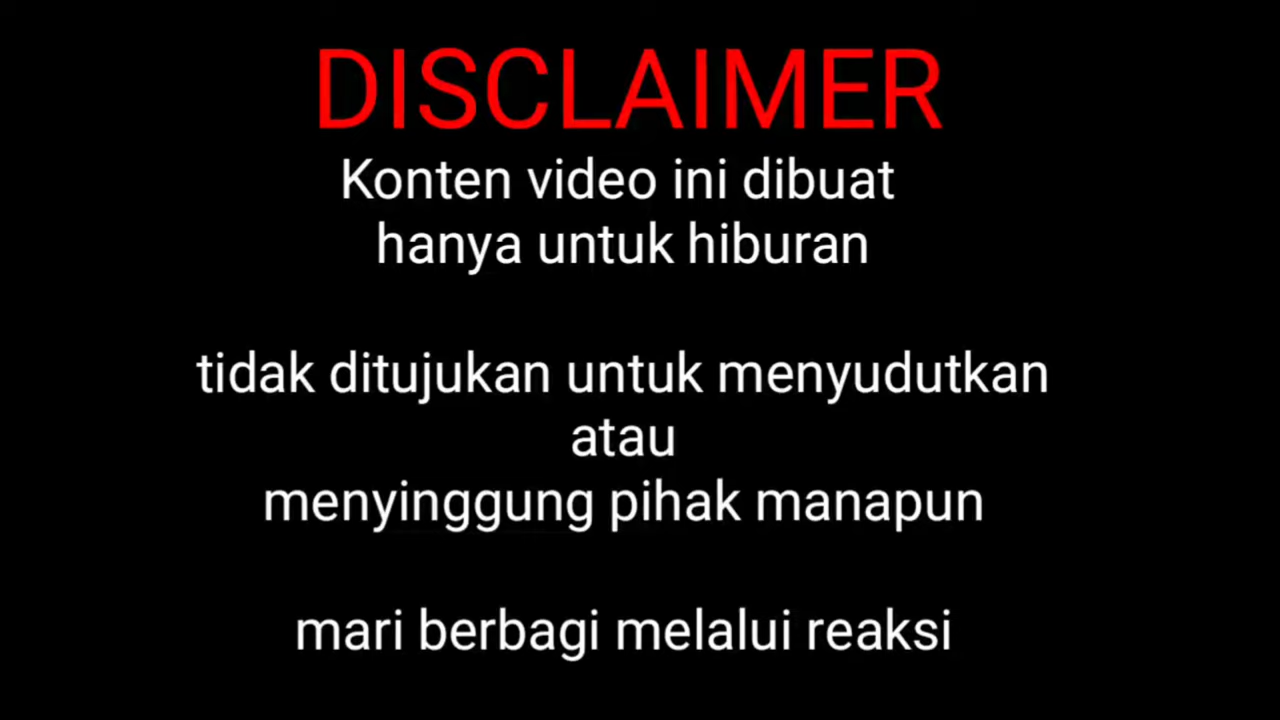 DISCLAIMER
Konten video ini dibuat
hanya untuk hiburan
tidak ditujukan untuk menyudutkan
atau
menyinggung pihak manapun
mari berbagi melalui reaksi